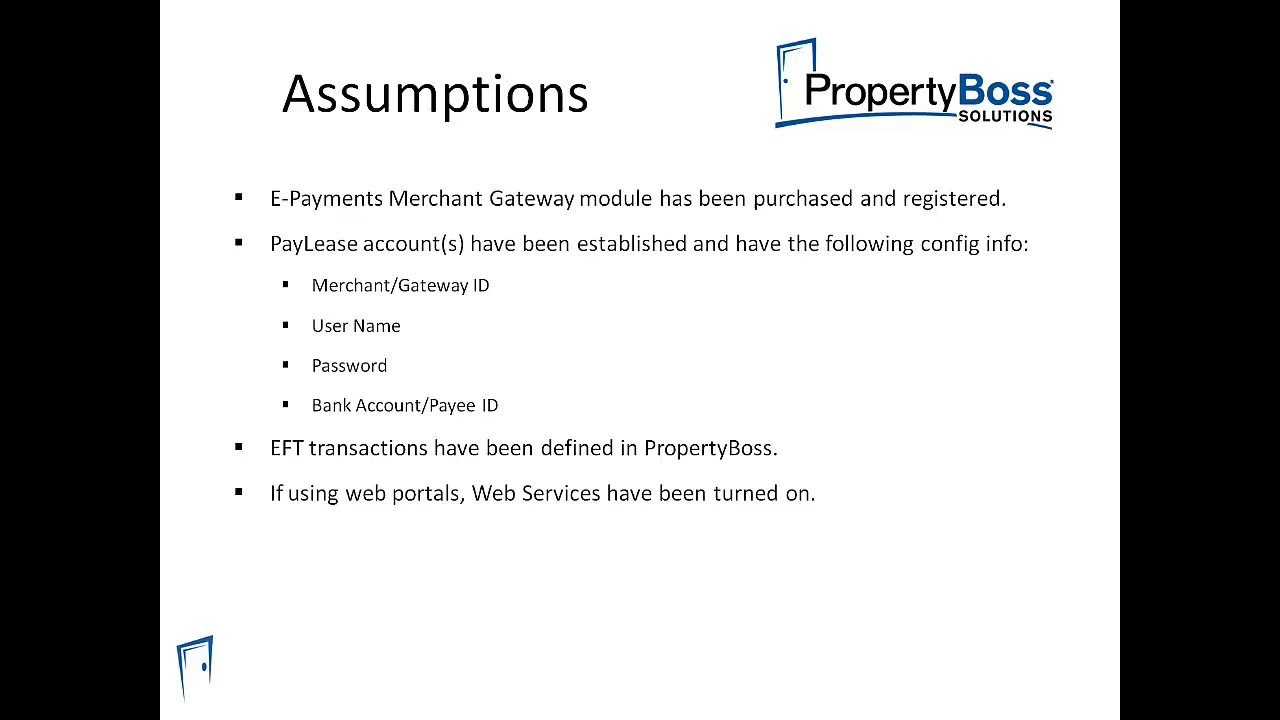 Assumptions
PropertyBoss
SOLUTIONS
▪ E-Payments Merchant Gateway module has been purchased and registered.
▪ PayLease account(s) have been established and have the following config info:
▪ Merchant/Gateway ID
▪ User Name
▪ Password
▪ Bank Account/Payee ID
▪ EFT transactions have been defined in PropertyBoss.
▪ If using web portals, Web Services have been turned on.